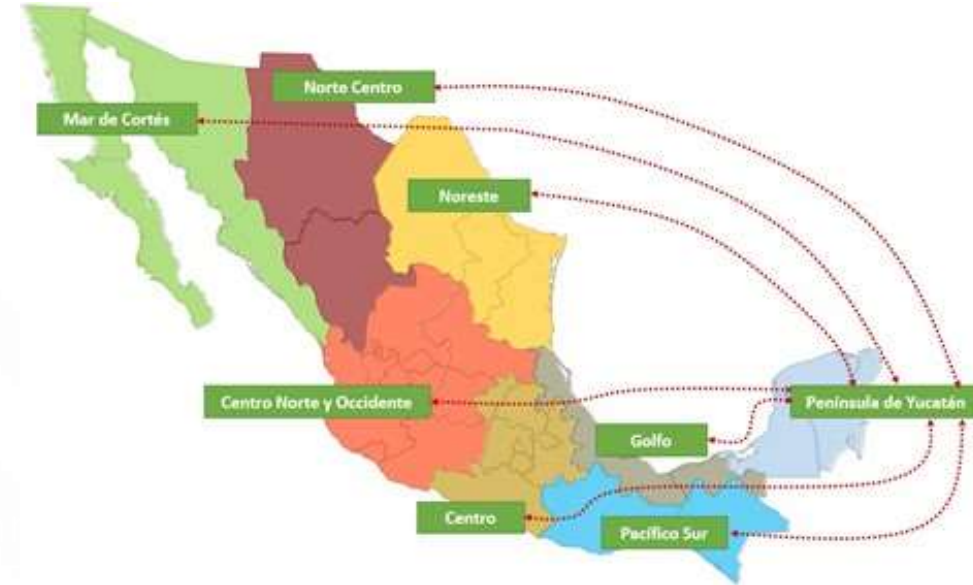 Norte Centro
Mar de Cortés
Noreste
Centro Norte y Occidente
Península de Yucatán
Golfo
Centro
Pacífico Sur